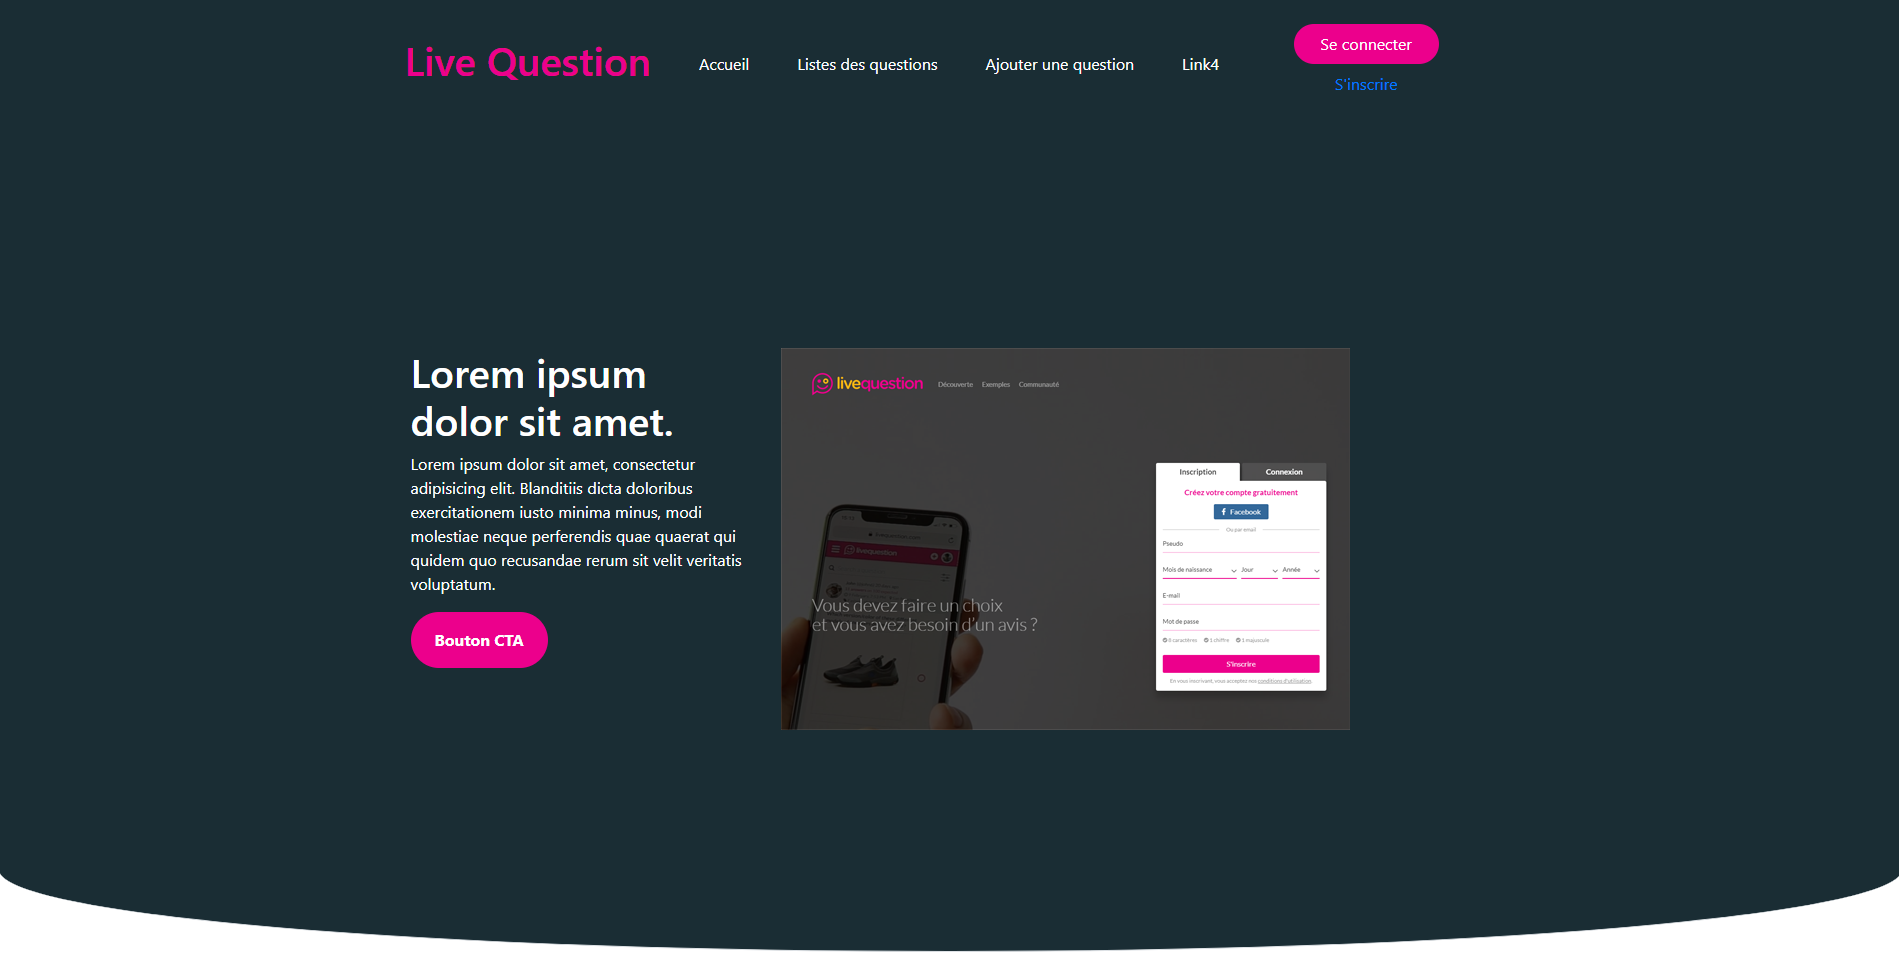 Live Question
Accueil
Listes des questions
Ajouter une question
Link4
Se connecter
S'inscrire
Lorem ipsum
dolor sit amet.
Lorem ipsum dolor sit amet, consectetur
adipisicing elit. Blanditiis dicta doloribus
exercitationem iusto minima minus, modi
molestiae neque perferendis quae quaerat qui
quidem quo recusandae rerum sit velit veritatis
voluptatum.
Bouton CTA
livequestion
Découverte
Exemples
Communauté
livequestion
Vous devez faire un choix
et vous avez besoin d'un avis ?
Inscription
Connexion
Créez votre compte gratuitement
Facebook
Ou par email
Pseudo
Mois de naissance
Jour
Année
E-mail
Mot de passe
8 caractères
1 chiffre
1 majuscule
S'inscrire
En vous inscrivant, vous acceptez nos conditions d'utilisation